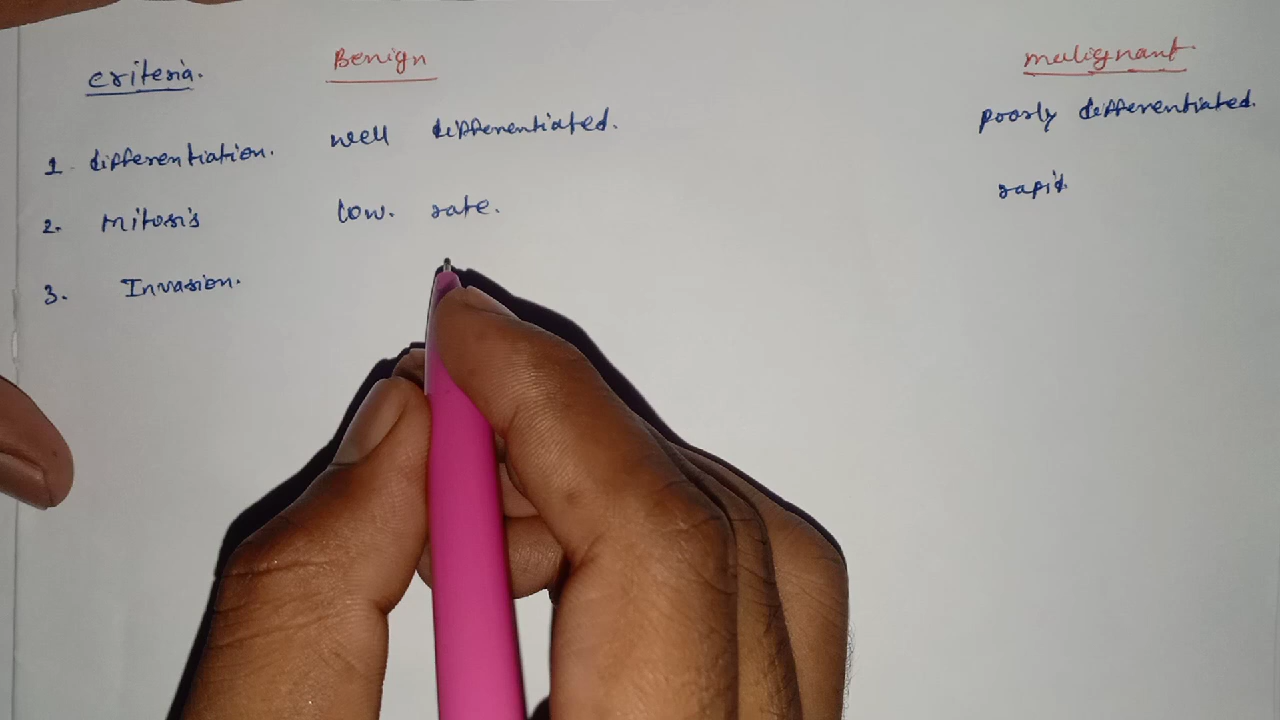 criteria. Benign malignant
1. differentiation. well differentiated. poorly differentiated.
2. Mitosis low. rate. rapid
3. Invasion.